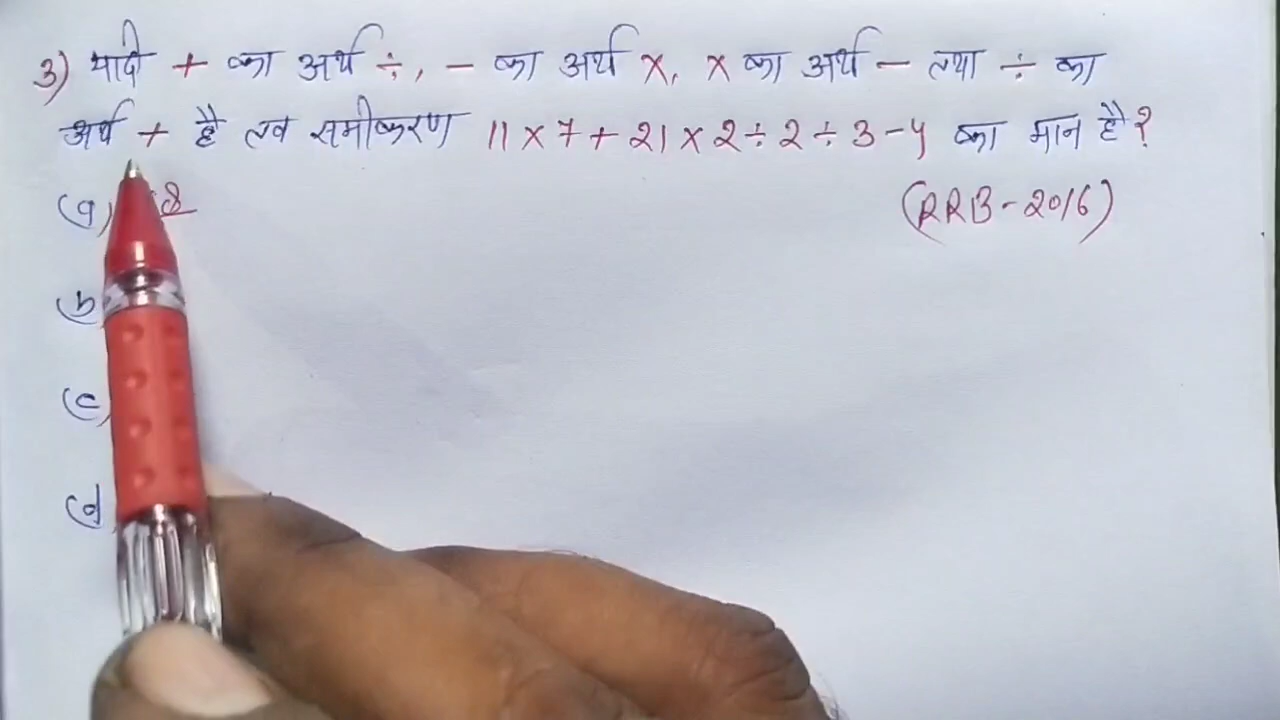 3) यदि + का अर्थ ÷, − का अर्थ ×, × का अर्थ − तथा ÷ का
अर्थ + है तब समीकरण 11 × 7 + 21 × 2 ÷ 2 ÷ 3 − 4 का मान है?
(a)
(RRB - 2016)
(b
(c)
(d